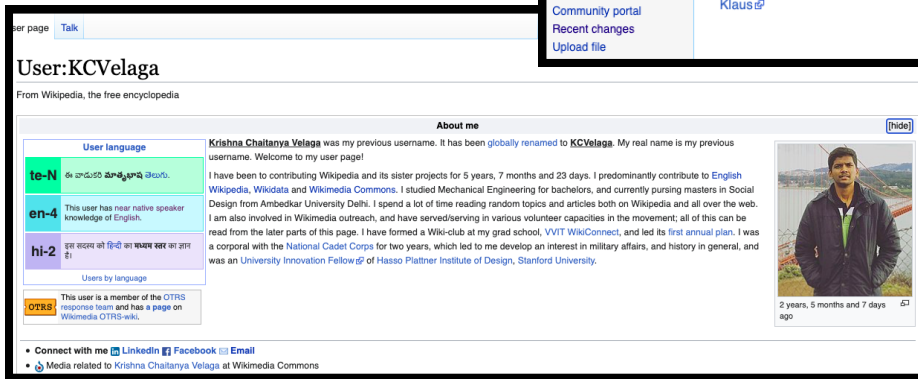 Community portal
Recent changes
Upload file
Klaus
ser page Talk
User:KCVelaga
From Wikipedia, the free encyclopedia
About me
[hide]
User language
te-N ఈ వాడుకరి మాతృభాష తెలుగు.
en-4 This user has near native speaker
knowledge of English.
hi-2 इस सदस्य को हिन्दी का मध्यम स्तर का ज्ञान
है।
Users by language
OTRS This user is a member of the OTRS
response team and has a page on
Wikimedia OTRS-wiki.
Krishna Chaitanya Velaga was my previous username. It has been globally renamed to KCVelaga. My real name is my previous
username. Welcome to my user page!
I have been to contributing Wikipedia and its sister projects for 5 years, 7 months and 23 days. I predominantly contribute to English
Wikipedia, Wikidata and Wikimedia Commons. I studied Mechanical Engineering for bachelors, and currently pursing masters in Social
Design from Ambedkar University Delhi. I spend a lot of time reading random topics and articles both on Wikipedia and all over the web.
I am also involved in Wikimedia outreach, and have served/serving in various volunteer capacities in the movement; all of this can be
read from the later parts of this page. I have formed a Wiki-club at my grad school, VVIT WikiConnect, and led its first annual plan. I was
a corporal with the National Cadet Corps for two years, which led to me develop an interest in military affairs, and history in general, and
was an University Innovation Fellow of Hasso Plattner Institute of Design, Stanford University.
2 years, 5 months and 7 days
ago
• Connect with me LinkedIn Facebook Email
• Media related to Krishna Chaitanya Velaga at Wikimedia Commons